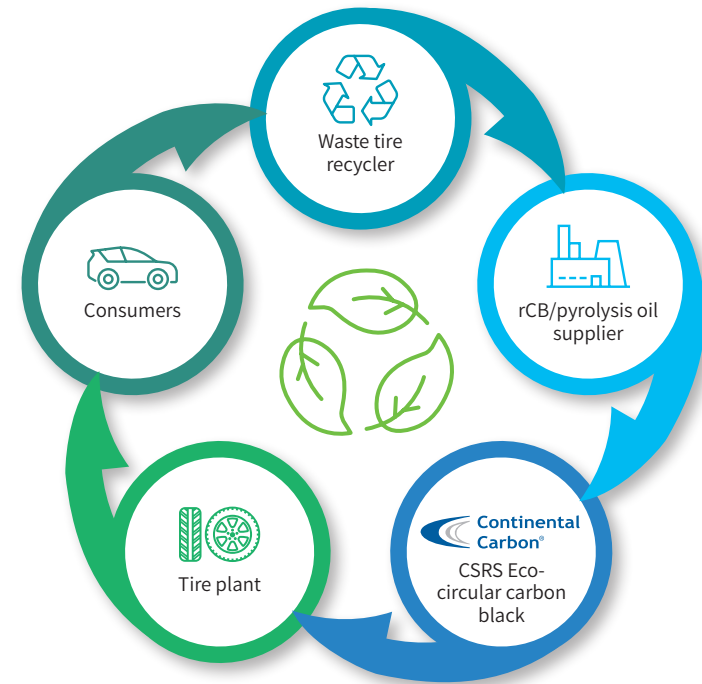 Waste tire
recycler
rCB/pyrolysis oil
supplier
Continental
Carbon®
CSRS Eco-
circular carbon
black
Tire plant
Consumers